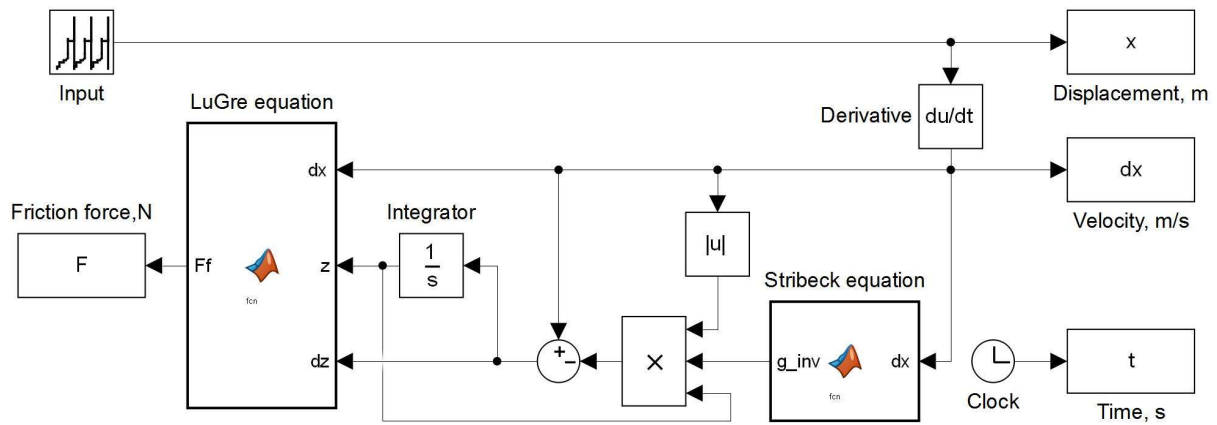 Input
x
Displacement, m
Derivative
du/dt
LuGre equation
dx
dx
Velocity, m/s
Friction force,N
F
Ff
fcn
z
Integrator
1
s
|u|
Stribeck equation
dz
+
−
×
g_inv
fcn
dx
Clock
t
Time, s